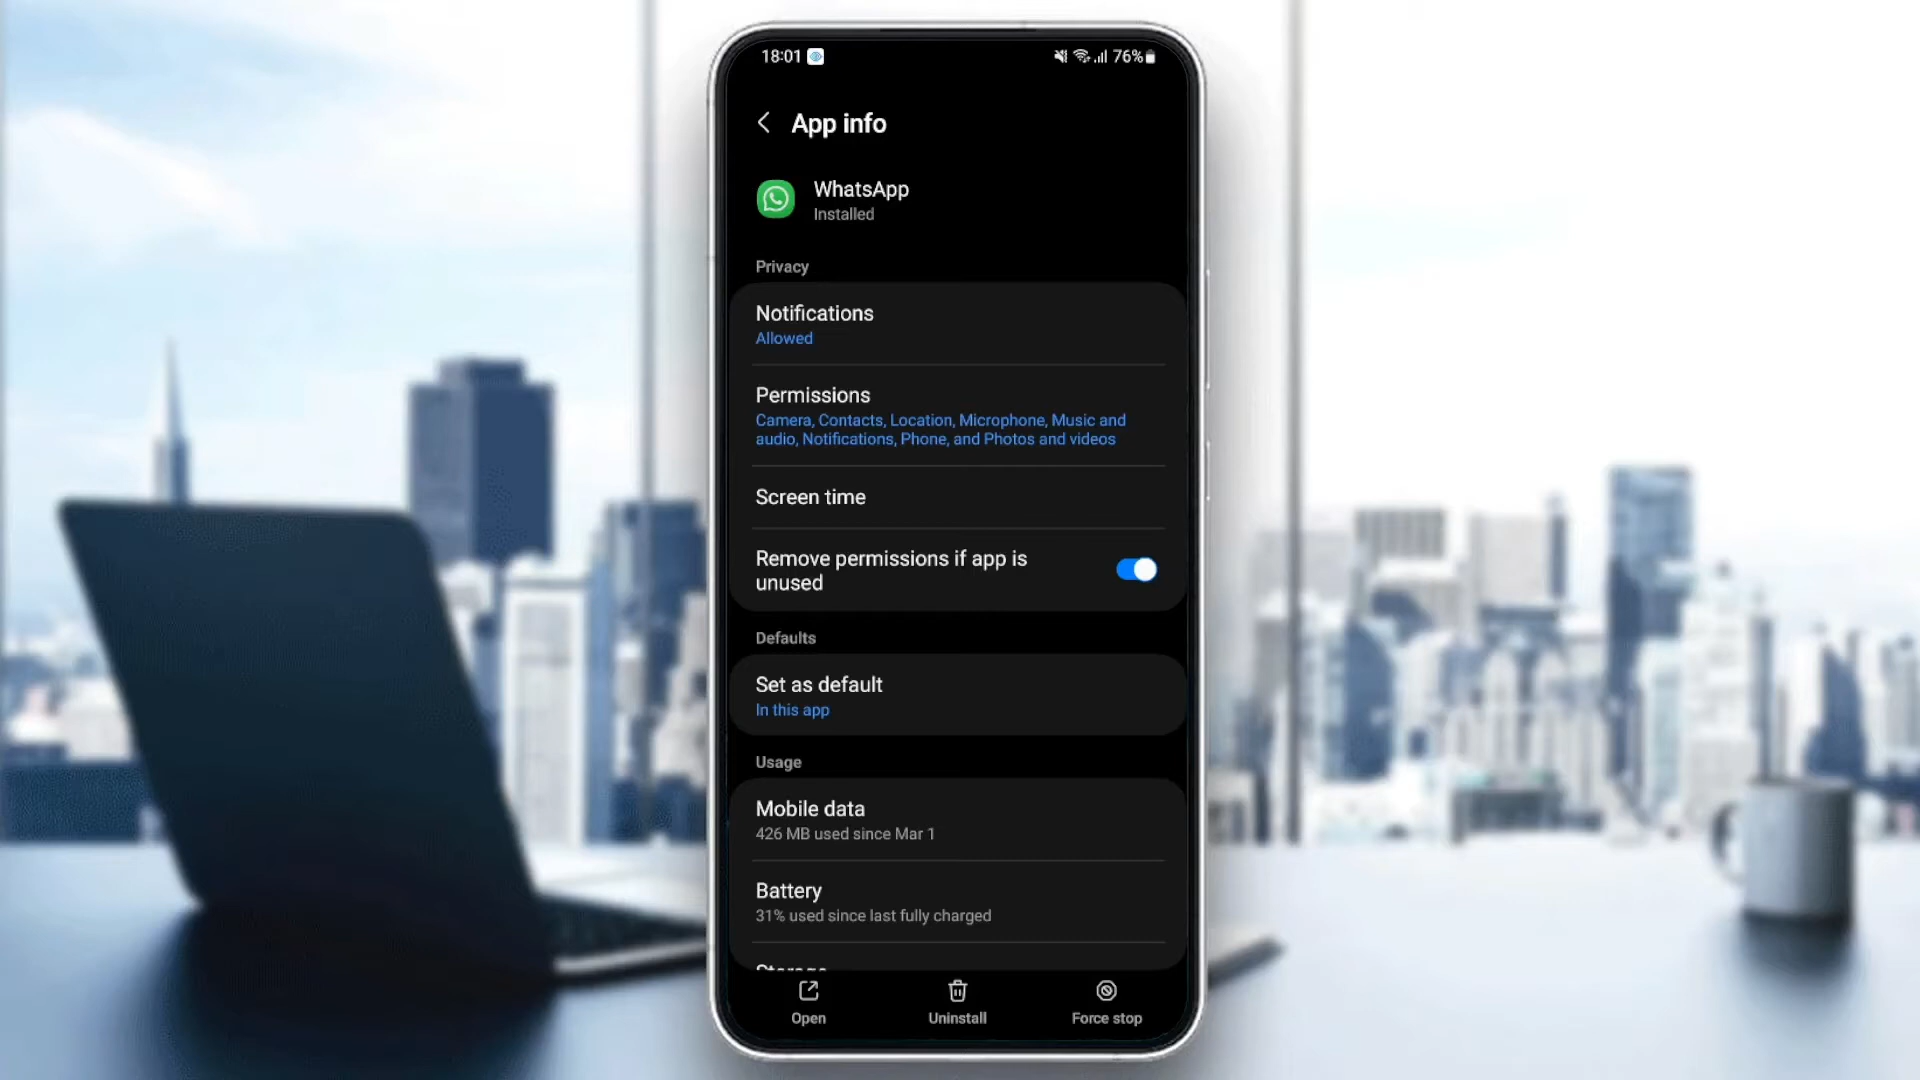 18:01 76%
App info
WhatsApp
Installed
Privacy
Notifications
Allowed
Permissions
Camera, Contacts, Location, Microphone, Music and
audio, Notifications, Phone, and Photos and videos
Screen time
Remove permissions if app is
unused
Defaults
Set as default
In this app
Usage
Mobile data
426 MB used since Mar 1
Battery
31% used since last fully charged
Storage
Open Uninstall Force stop